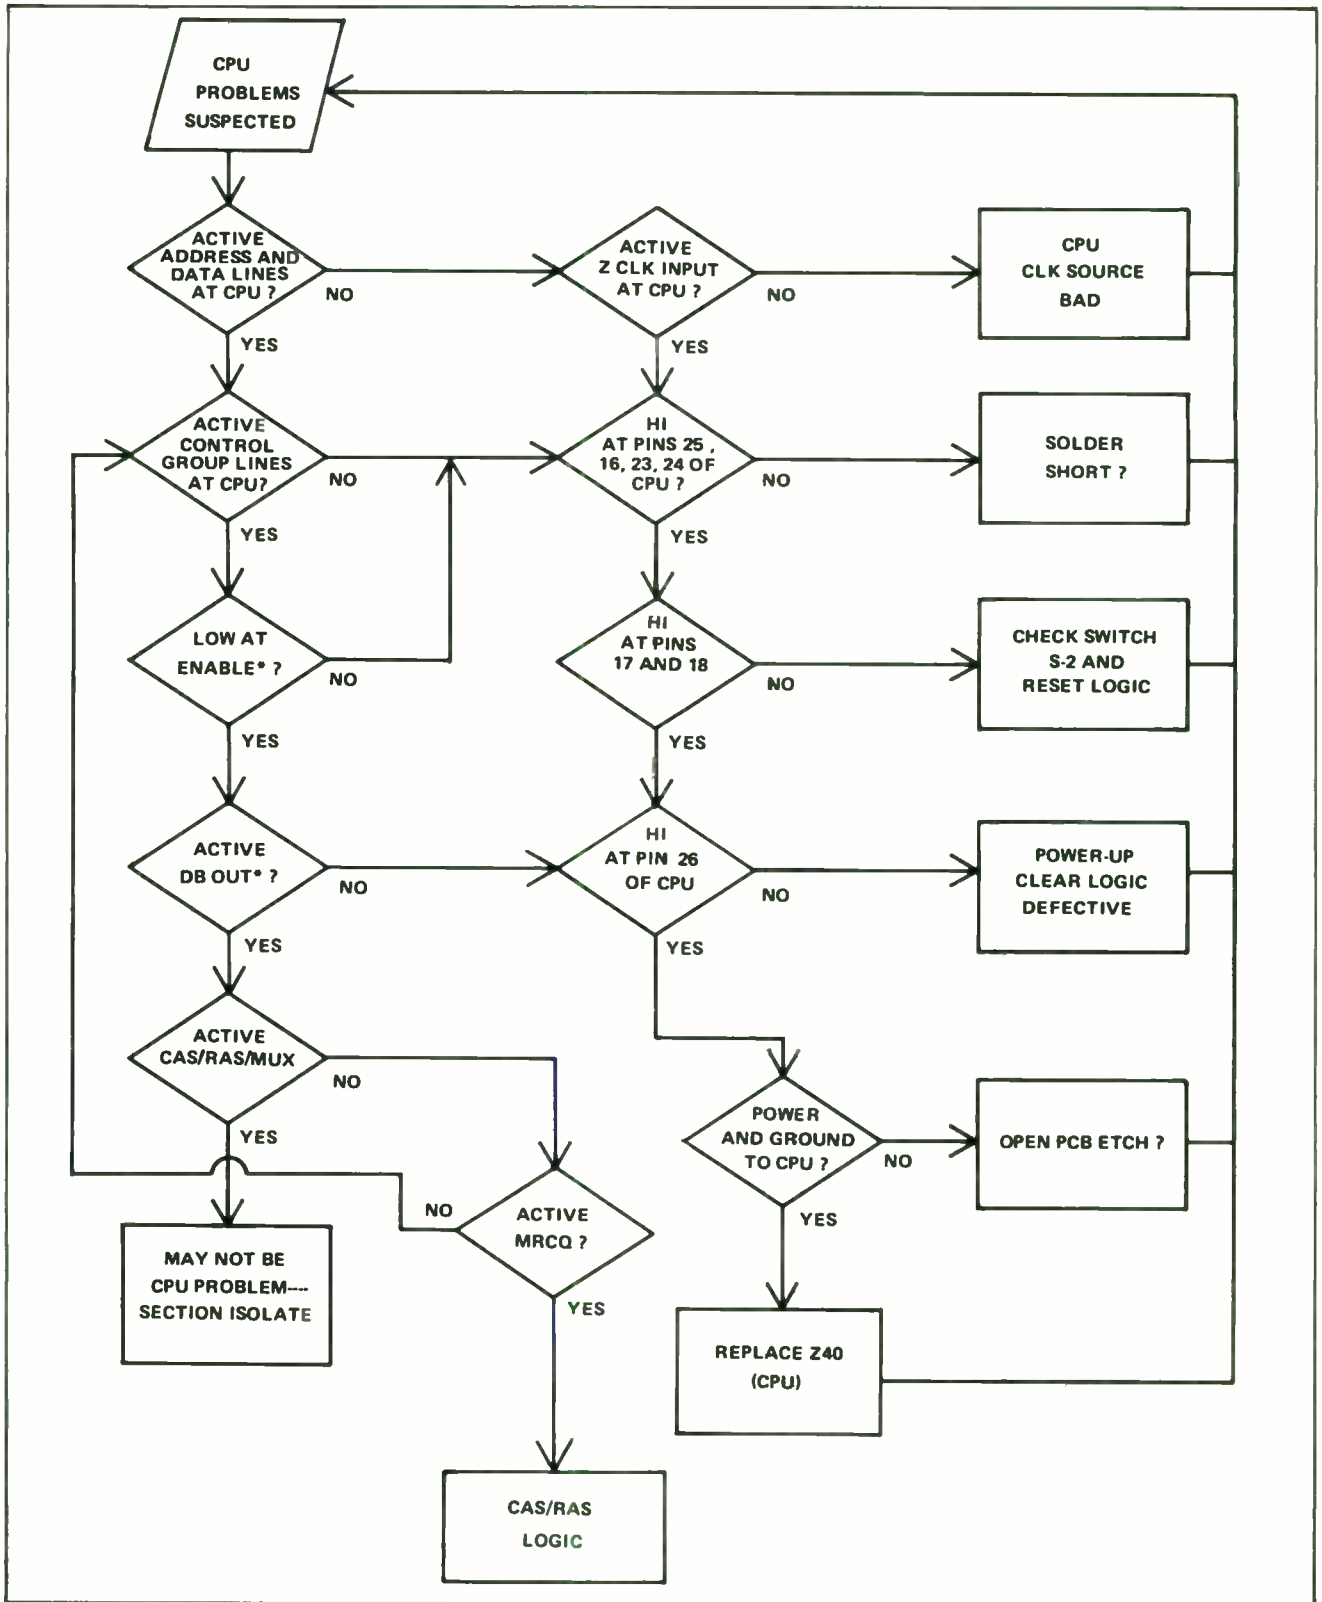 CPU
PROBLEMS
SUSPECTED
ACTIVE
ADDRESS AND
DATA LINES
AT CPU ?
NO
YES
ACTIVE
Z CLK INPUT
AT CPU ?
NO
YES
CPU
CLK SOURCE
BAD
ACTIVE
CONTROL
GROUP LINES
AT CPU?
NO
YES
HI
AT PINS 25 ,
16, 23, 24 OF
CPU ?
NO
YES
SOLDER
SHORT ?
LOW AT
ENABLE* ?
NO
YES
HI
AT PINS
17 AND 18
NO
YES
CHECK SWITCH
S-2 AND
RESET LOGIC
ACTIVE
DB OUT* ?
NO
YES
HI
AT PIN 26
OF CPU
NO
YES
POWER-UP
CLEAR LOGIC
DEFECTIVE
ACTIVE
CAS/RAS/MUX
NO
YES
POWER
AND GROUND
TO CPU ?
NO
YES
OPEN PCB ETCH ?
NO
ACTIVE
MRCQ ?
YES
MAY NOT BE
CPU PROBLEM----
SECTION ISOLATE
REPLACE Z40
(CPU)
CAS/RAS
LOGIC